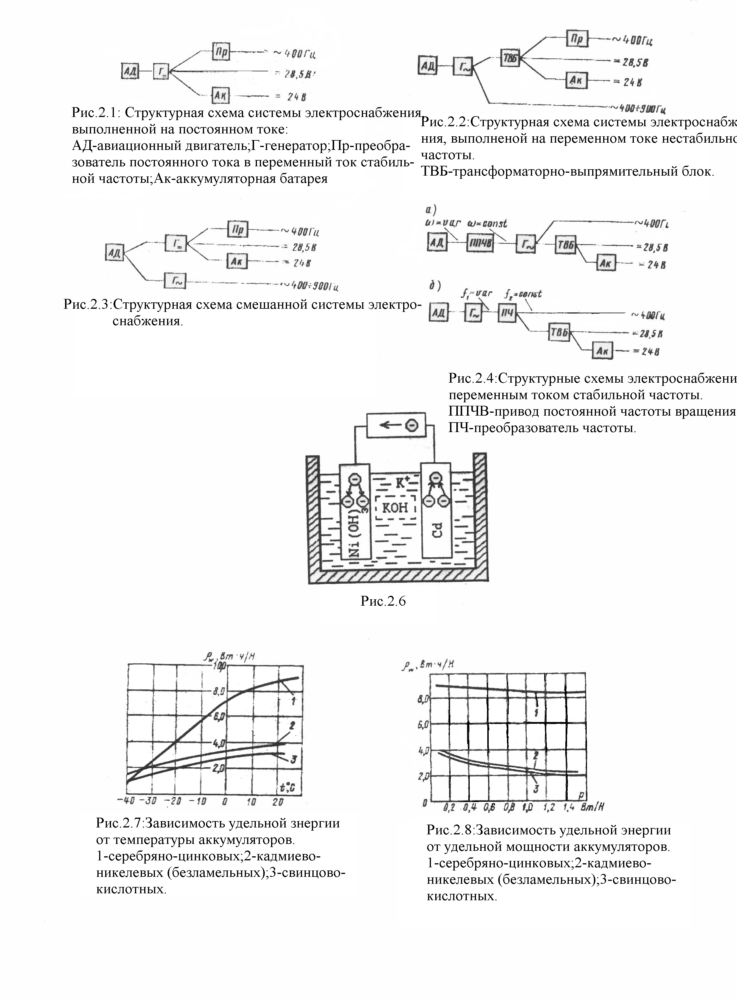 АД
Г=
Пр
~400Гц
=28,5В
Ак
=24В
Рис.2.1: Структурная схема системы электроснабжения,
выполненной на постоянном токе:
АД-авиационный двигатель;Г-генератор;Пр-преобра-
зователь постоянного тока в переменный ток стабиль-
ной частоты;Ак-аккумуляторная батарея
АД
Г~
ТВБ
Пр
~400Гц
=28,5В
Ак
=24В
~400÷900Гц
Рис.2.2:Структурная схема системы электроснабж
ния, выполненой на переменном токе нестабильно
частоты.
ТВБ-трансформаторно-выпрямительный блок.
АД
Г=
Пр
~400Гц
=28,5В
Ак
=24В
Г~
~400÷900Гц
Рис.2.3:Структурная схема смешанной системы электро-
снабжения.
а)
ω=var ω=const
АД
ППЧВ
Г~
ТВБ
Ак
~400Гц
=28,5В
=24В
б)
f₁=var f₂=const
АД
Г~
ПЧ
ТВБ
Ак
~400Гц
=28,5В
=24В
Рис.2.4:Структурные схемы электроснабжени
переменным током стабильной частоты.
ППЧВ-привод постоянной частоты вращения
ПЧ-преобразователь частоты.
K⁺
KOH
Ni(OH)₃
Cd
Рис.2.6
ρw, Вт·ч/Н
10,0
8,0
6,0
4,0
2,0
1
2
3
t,°С
-40 -30 -20 -10 0 10 20
Рис.2.7:Зависимость удельной знергии
от температуры аккумуляторов.
1-серебряно-цинковых;2-кадмиево-
никелевых (безламельных);3-свинцово-
кислотных.
ρw, Вт·ч/Н
8,0
6,0
4,0
2,0
0
1
2
3
Р
0,2 0,4 0,6 0,8 1,0 1,2 1,4 Вт/Н
Рис.2.8:Зависимость удельной энергии
от удельной мощности аккумуляторов.
1-серебряно-цинковых;2-кадмиево-
никелевых (безламельных);3-свинцово-
кислотных.